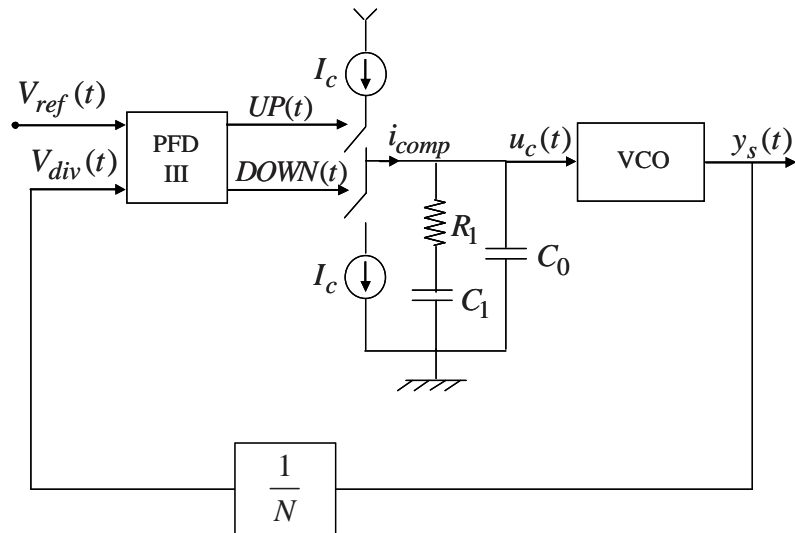 I_c
V_ref(t)
UP(t)
PFD
III
i_comp
u_c(t)
VCO
y_s(t)
V_div(t)
DOWN(t)
R_1
C_0
I_c
C_1
1
N